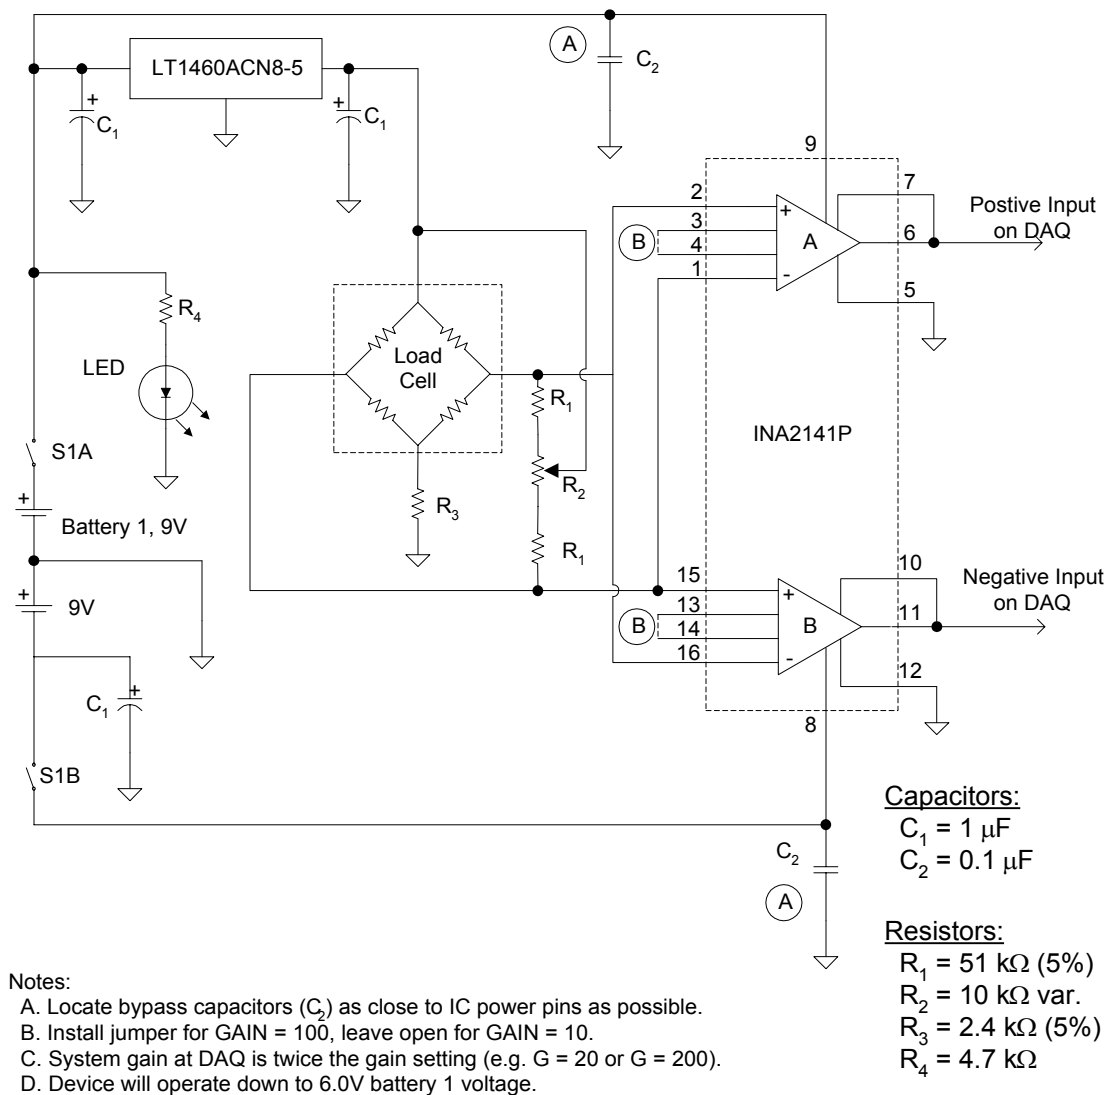 LT1460ACN8-5
A
C2
+
C1
+
C1
9
2
3
4
1
B
+
-
A
7
6
5
Postive Input
on DAQ
R4
LED
Load
Cell
R1
R2
R1
R3
INA2141P
S1A
+
Battery 1, 9V
+
9V
+
C1
S1B
15
13
14
16
B
+
-
B
10
11
12
8
Negative Input
on DAQ
C2
A
Capacitors:
C1 = 1 μF
C2 = 0.1 μF
Resistors:
R1 = 51 kΩ (5%)
R2 = 10 kΩ var.
R3 = 2.4 kΩ (5%)
R4 = 4.7 kΩ
Notes:
A. Locate bypass capacitors (C2) as close to IC power pins as possible.
B. Install jumper for GAIN = 100, leave open for GAIN = 10.
C. System gain at DAQ is twice the gain setting (e.g. G = 20 or G = 200).
D. Device will operate down to 6.0V battery 1 voltage.